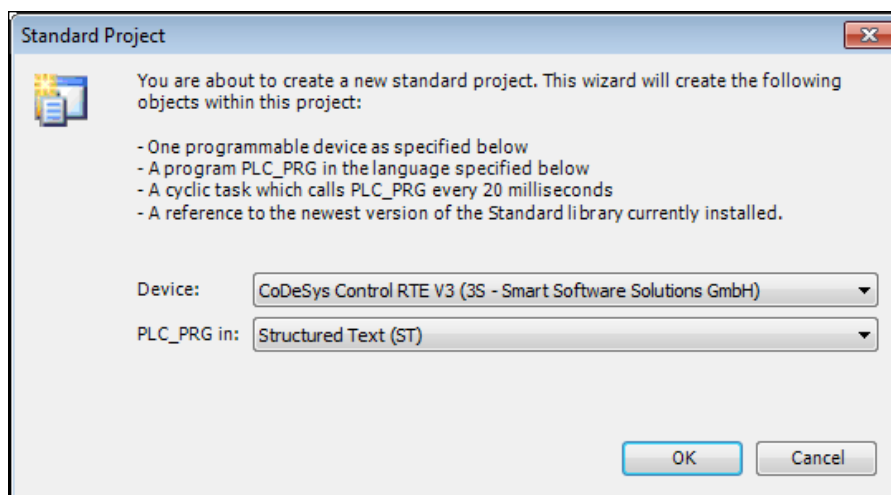 Standard Project
You are about to create a new standard project. This wizard will create the following
objects within this project:
- One programmable device as specified below
- A program PLC_PRG in the language specified below
- A cyclic task which calls PLC_PRG every 20 milliseconds
- A reference to the newest version of the Standard library currently installed.
Device: CoDeSys Control RTE V3 (3S - Smart Software Solutions GmbH)
PLC_PRG in: Structured Text (ST)
OK Cancel